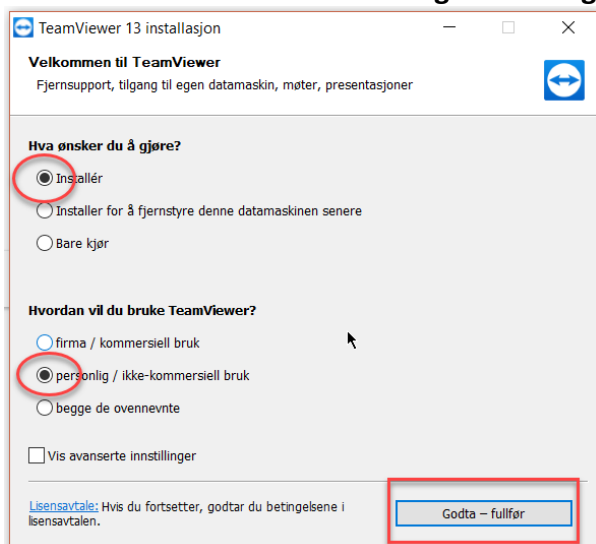 TeamViewer 13 installasjon
Velkommen til TeamViewer
Fjernsupport, tilgang til egen datamaskin, møter, presentasjoner
Hva ønsker du å gjøre?
Installér
Installer for å fjernstyre denne datamaskinen senere
Bare kjør
Hvordan vil du bruke TeamViewer?
firma / kommersiell bruk
personlig / ikke-kommersiell bruk
begge de ovennevnte
Vis avanserte innstillinger
Lisensavtale: Hvis du fortsetter, godtar du betingelsene i
lisensavtalen.
Godta – fullfør